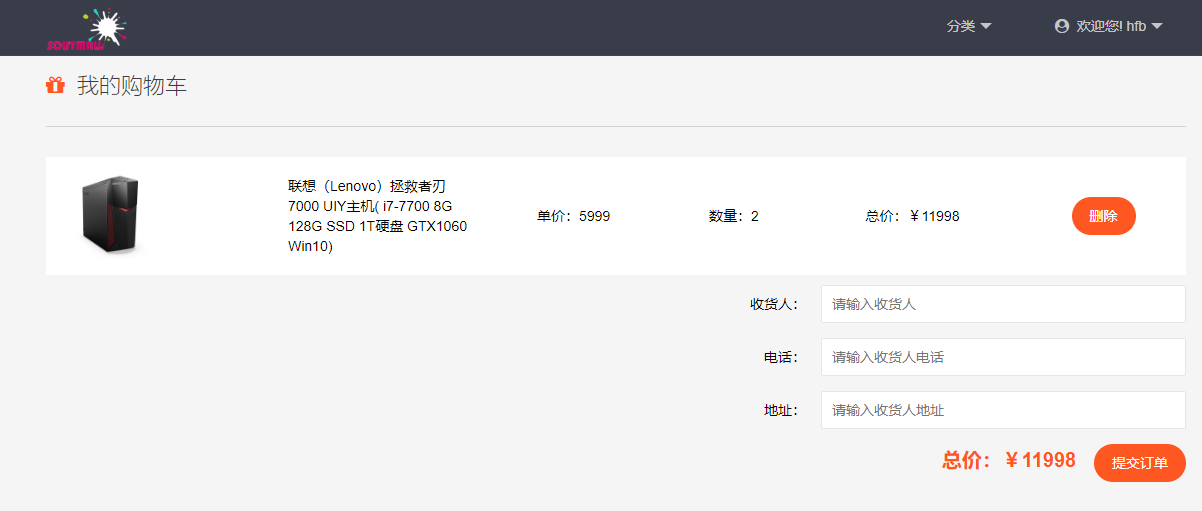 分类
欢迎您! hfb
我的购物车
联想（Lenovo）拯救者刃
7000 UIY主机( i7-7700 8G
128G SSD 1T硬盘 GTX1060
Win10)
单价：5999
数量：2
总价：￥11998
删除
收货人：
请输入收货人
电话：
请输入收货人电话
地址：
请输入收货人地址
总价：￥11998
提交订单